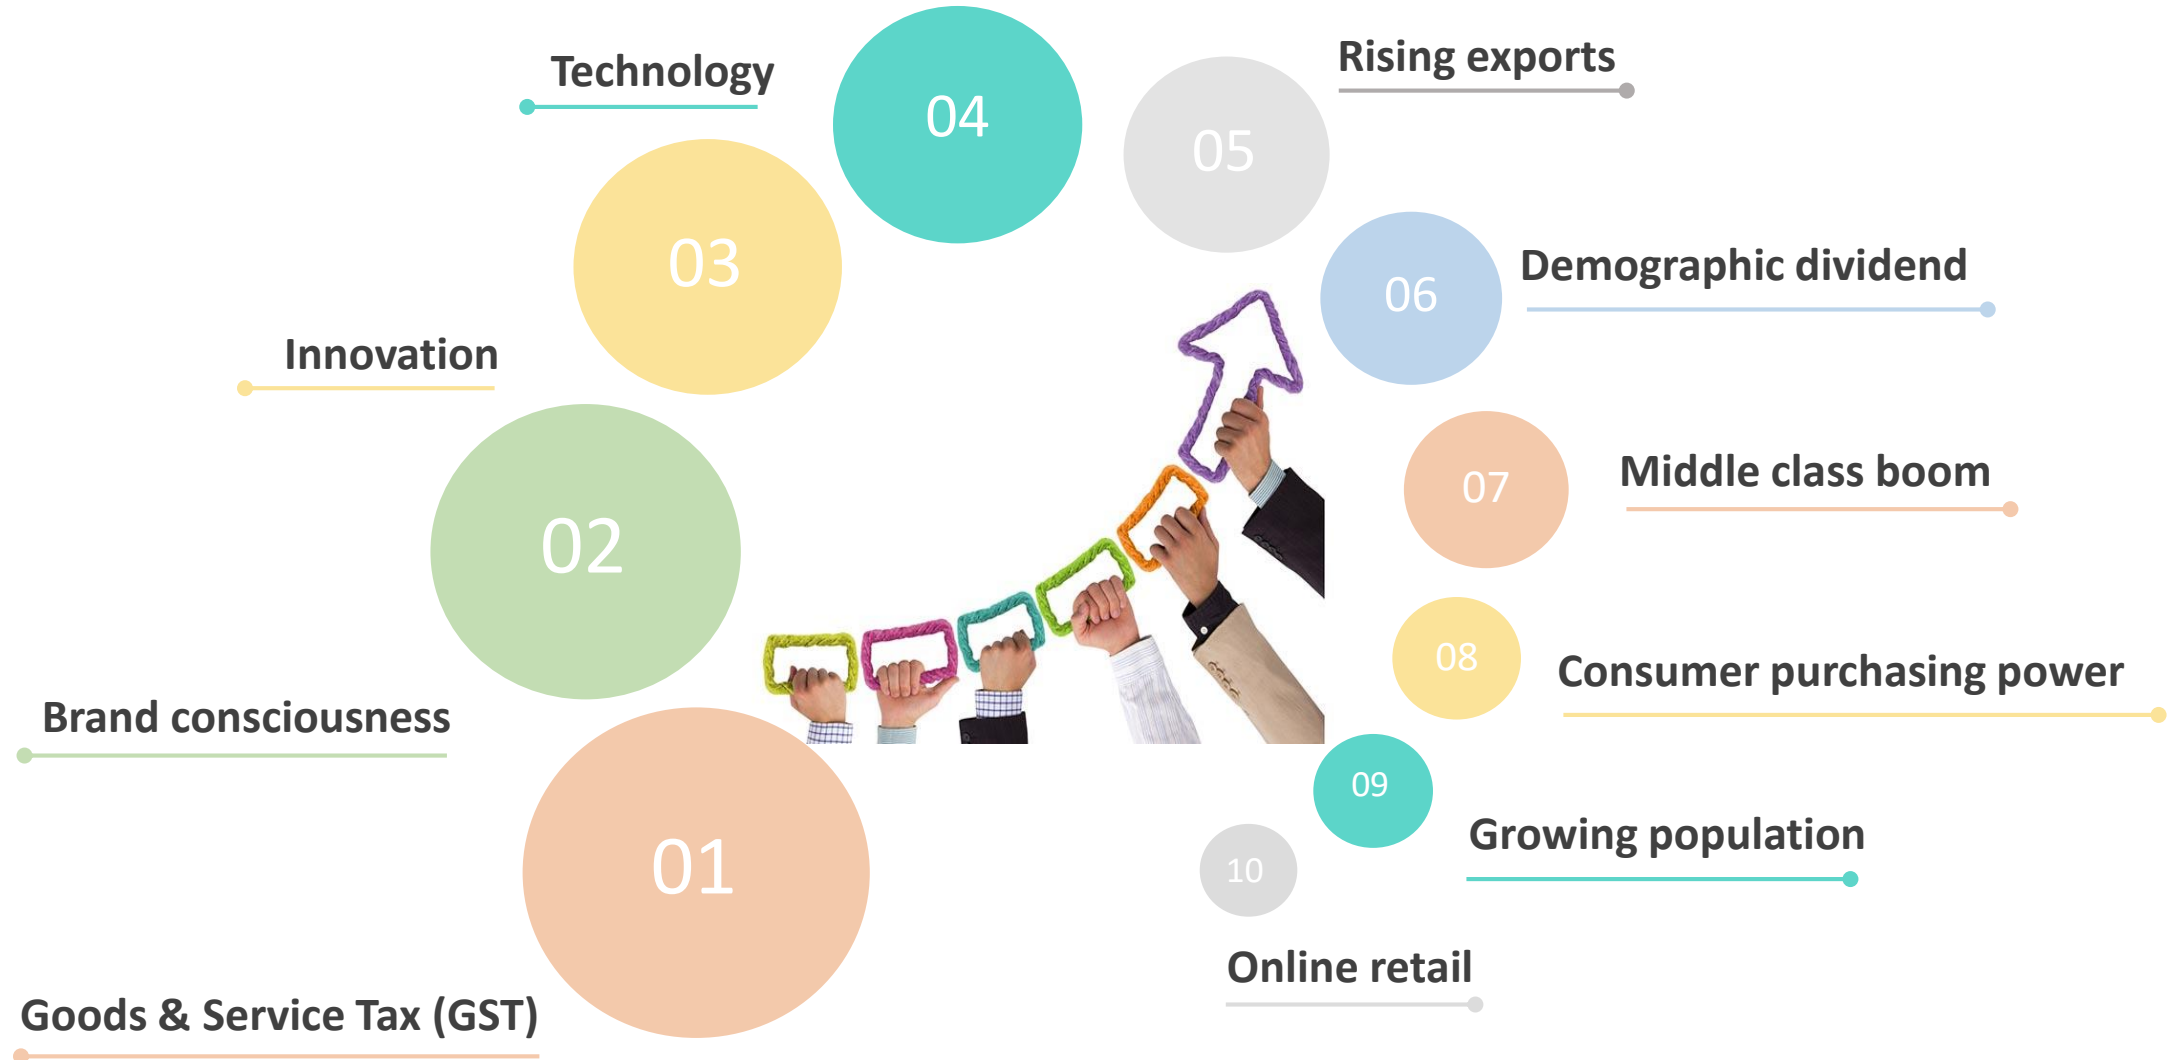 Technology
04
Rising exports
05
03
Demographic dividend
06
Innovation
02
Middle class boom
07
Brand consciousness
08
Consumer purchasing power
01
09
Growing population
10
Online retail
Goods & Service Tax (GST)